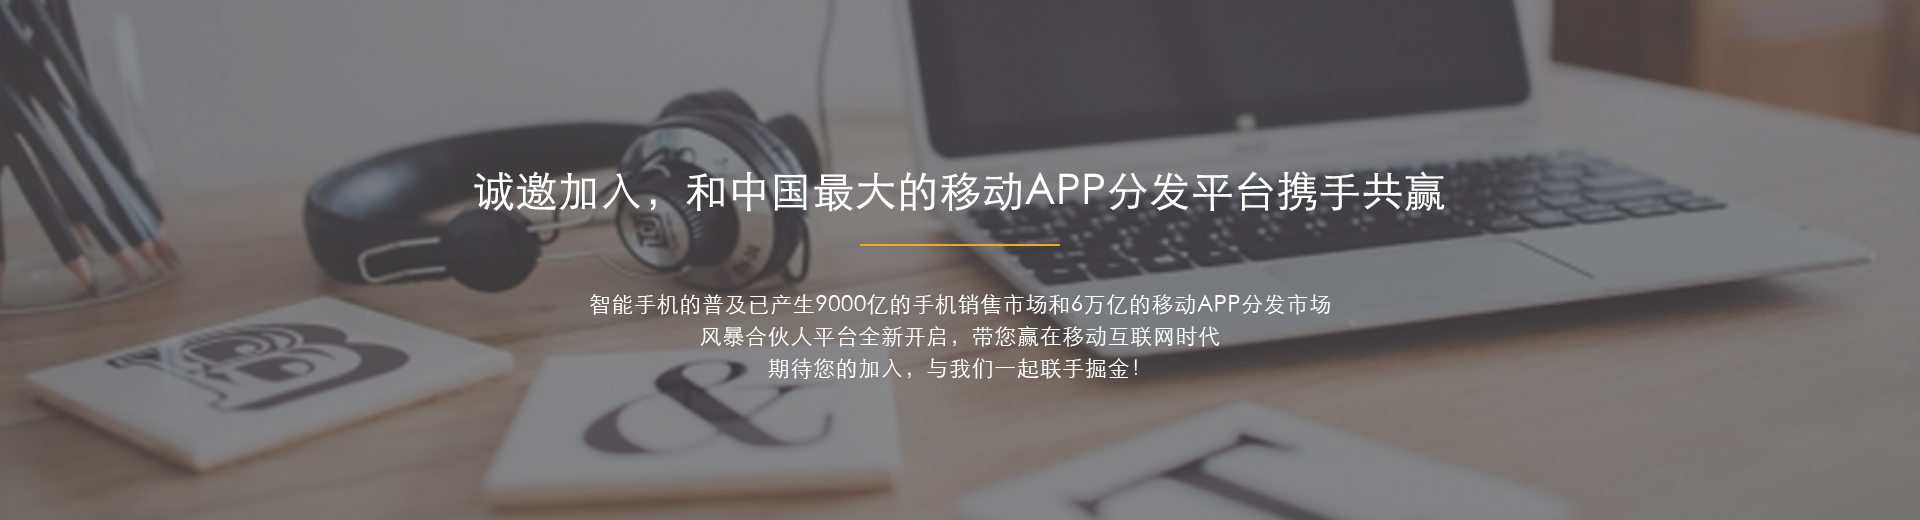 诚邀加入，和中国最大的移动APP分发平台携手共赢
智能手机的普及已产生9000亿的手机销售市场和6万亿的移动APP分发市场
风暴合伙人平台全新开启，带您赢在移动互联网时代
期待您的加入，与我们一起联手掘金！
B
&